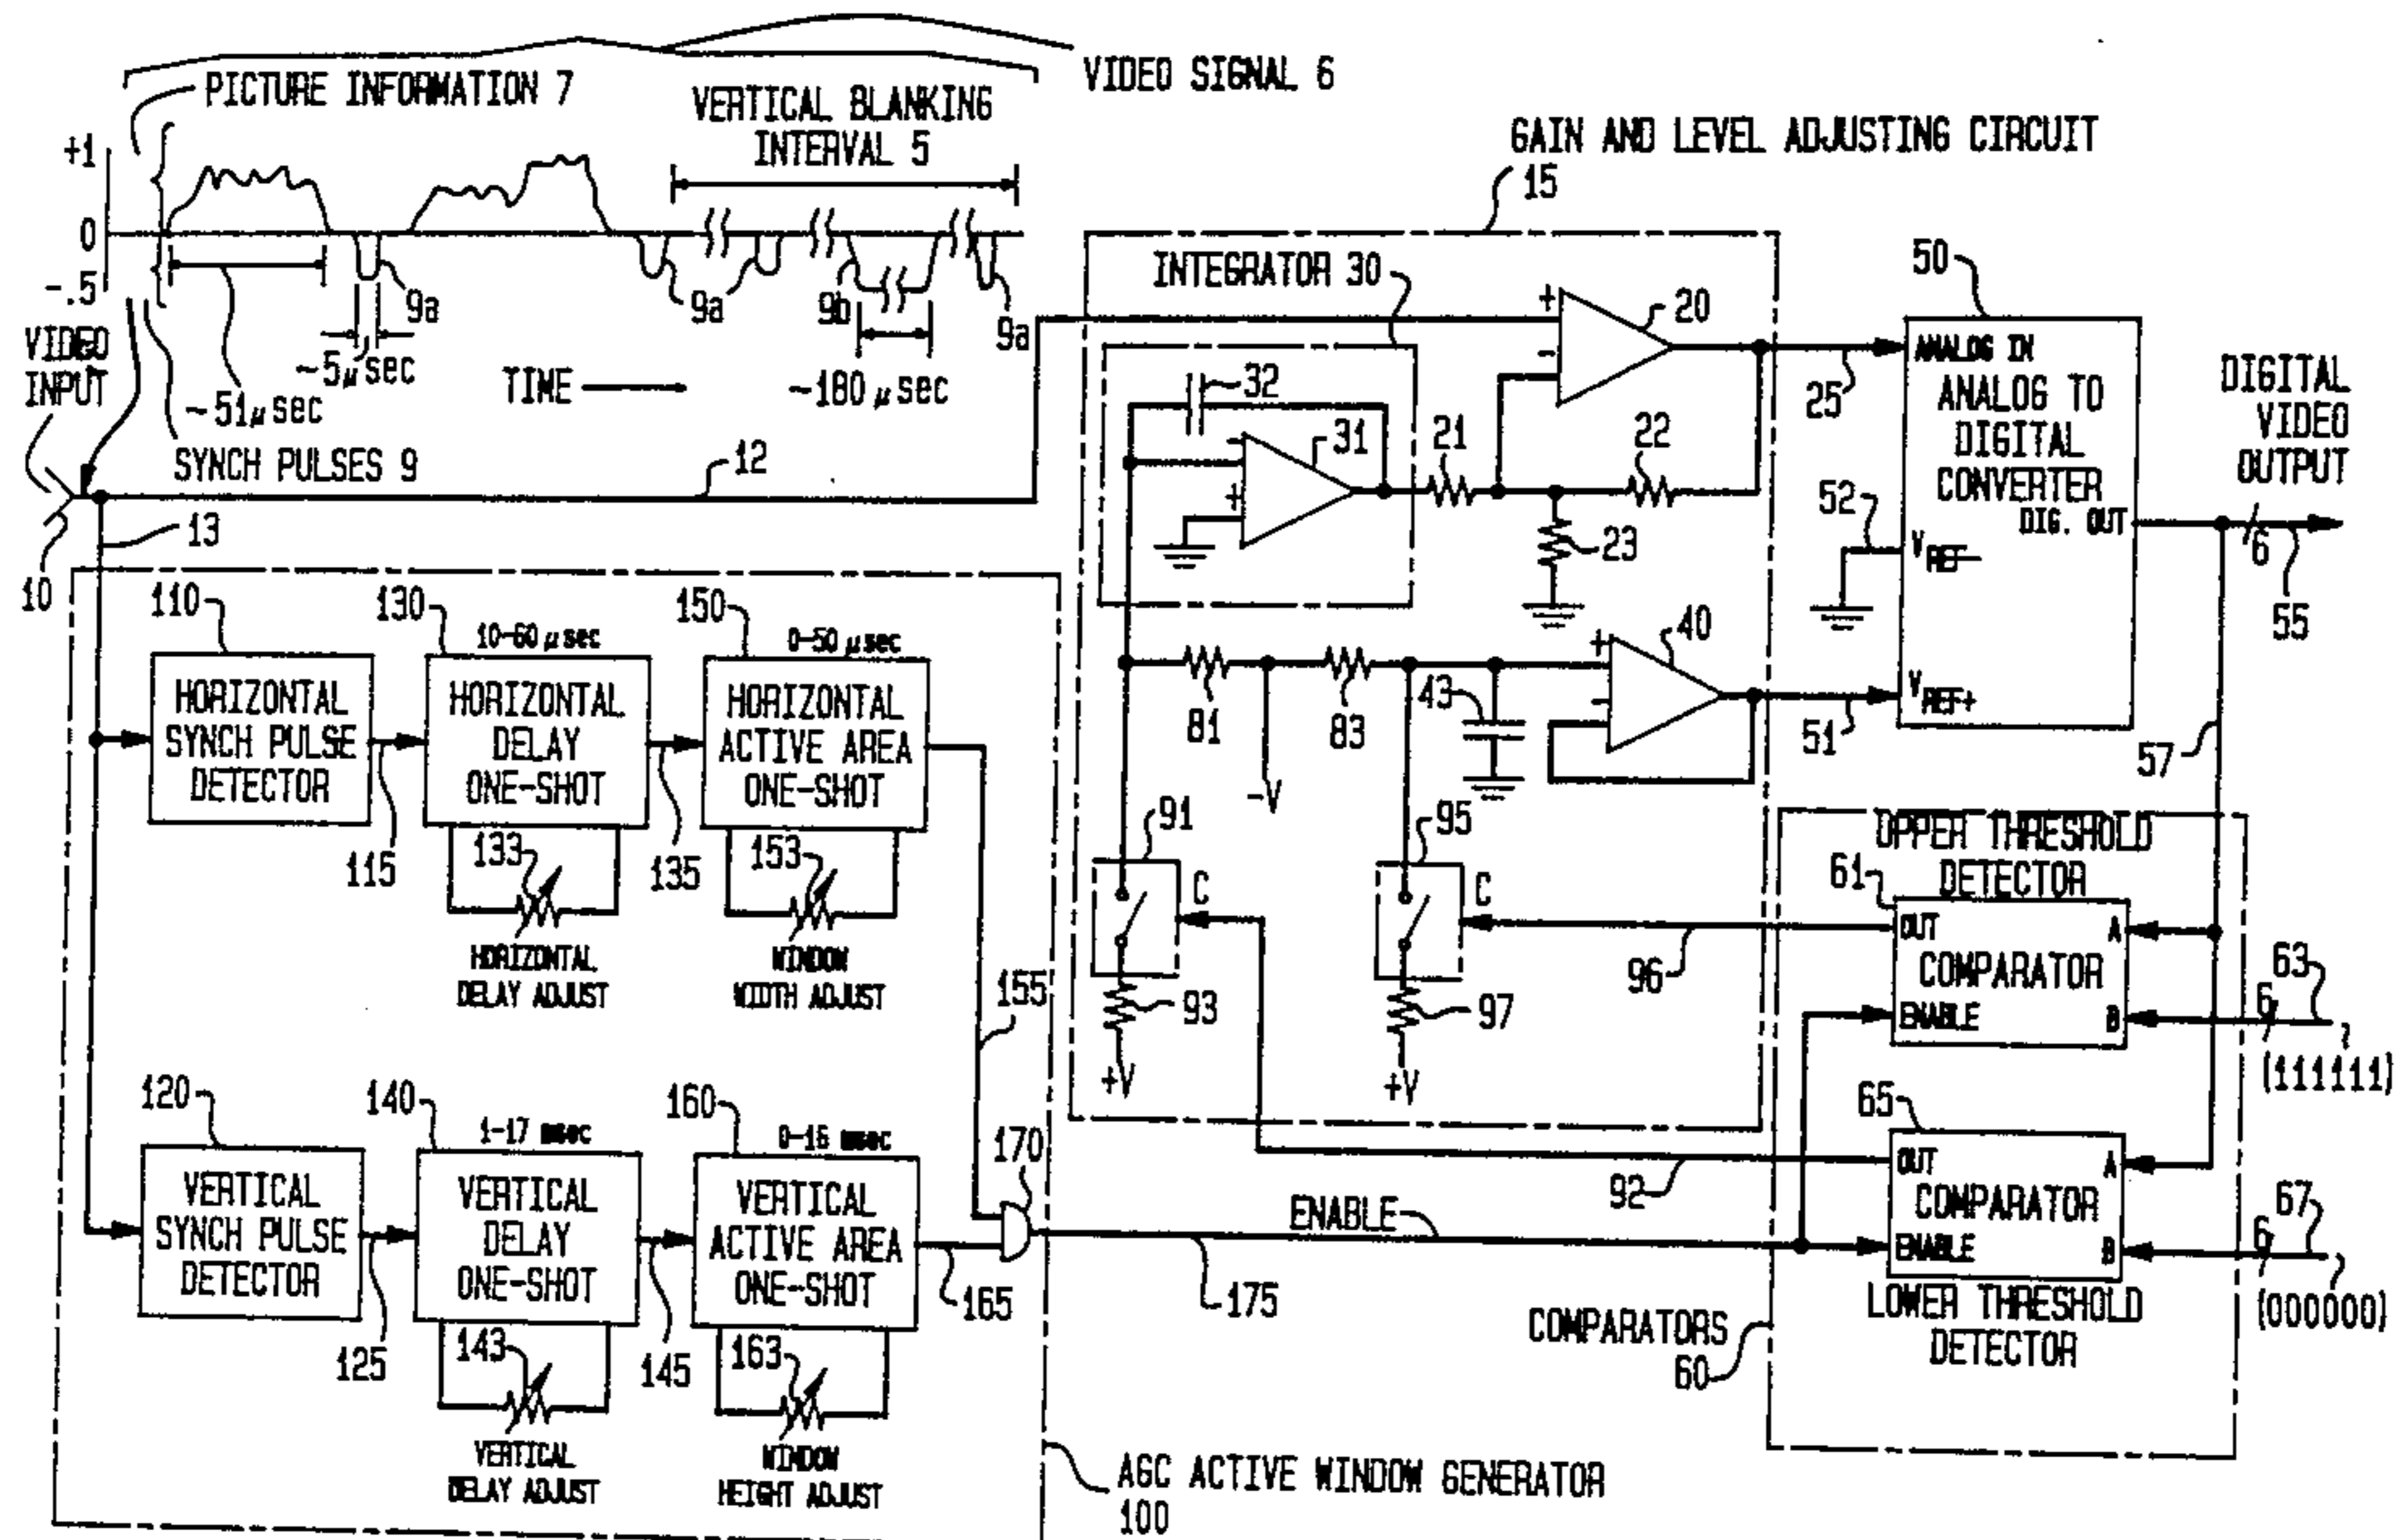 VIDEO SIGNAL 6
PICTURE INFORMATION 7
VERTICAL BLANKING
INTERVAL 5
+1
0
-.5
9a
9a
9b
9a
~51µsec
~5µsec
TIME
~180µsec
SYNCH PULSES 9
VIDEO
INPUT
10
12
13
GAIN AND LEVEL ADJUSTING CIRCUIT
15
INTEGRATOR 30
32
31
21
22
23
20
25
50
ANALOG IN
ANALOG TO
DIGITAL
CONVERTER
DIG. OUT
52
VREF-
VREF+
51
DIGITAL
VIDEO
OUTPUT
6
55
57
40
43
81
83
-V
91
C
93
+V
95
C
97
+V
96
92
110
HORIZONTAL
SYNCH PULSE
DETECTOR
115
130
10-60µsec
HORIZONTAL
DELAY
ONE-SHOT
133
HORIZONTAL
DELAY ADJUST
135
150
0-50µsec
HORIZONTAL
ACTIVE AREA
ONE-SHOT
153
WINDOW
WIDTH ADJUST
155
120
VERTICAL
SYNCH PULSE
DETECTOR
125
140
1-17 msec
VERTICAL
DELAY
ONE-SHOT
143
VERTICAL
DELAY ADJUST
145
160
0-16 msec
VERTICAL
ACTIVE AREA
ONE-SHOT
163
WINDOW
HEIGHT ADJUST
165
170
ENABLE
175
AGC ACTIVE WINDOW GENERATOR
100
UPPER THRESHOLD
DETECTOR
61
OUT
A
COMPARATOR
ENABLE
B
6
63
(111111)
65
OUT
A
COMPARATOR
ENABLE
B
6
67
(000000)
LOWER THRESHOLD
DETECTOR
COMPARATORS
60